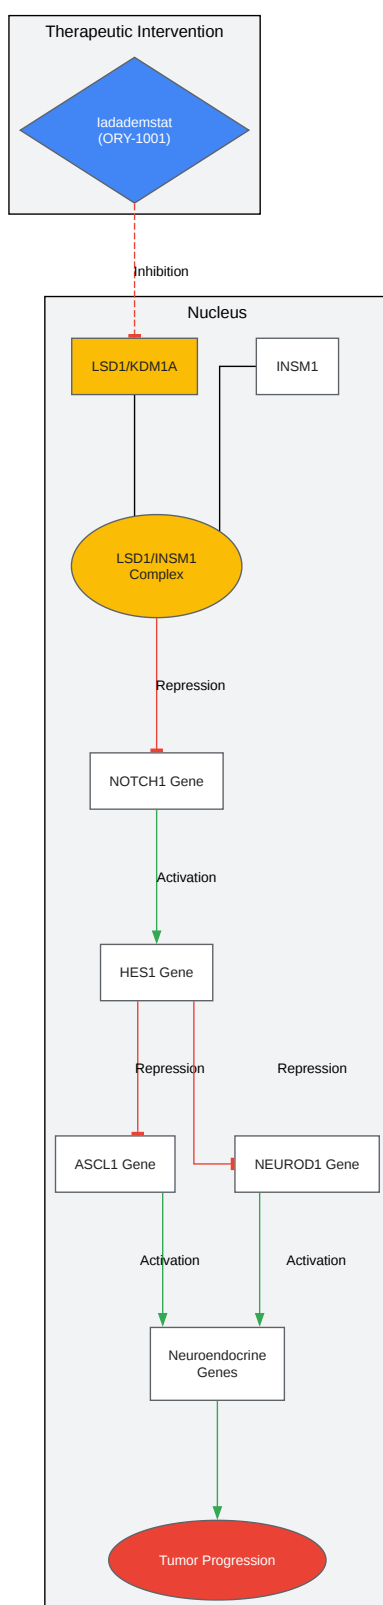 Therapeutic Intervention
Iadademstat
(ORY-1001)
Inhibition
Nucleus
LSD1/KDM1A
INSM1
LSD1/INSM1
Complex
Repression
NOTCH1 Gene
Activation
HES1 Gene
Repression
Repression
ASCL1 Gene
NEUROD1 Gene
Activation
Activation
Neuroendocrine
Genes
Tumor Progression